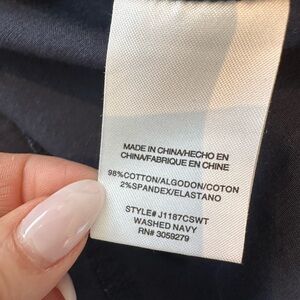 MADE IN CHINA/HECHO EN
CHINA/FABRIQUE EN CHINE
98%COTTON/ALGODON/COTON
2%SPANDEX/ELASTANO
STYLE# J1187CSWT
WASHED NAVY
RN# 3059279